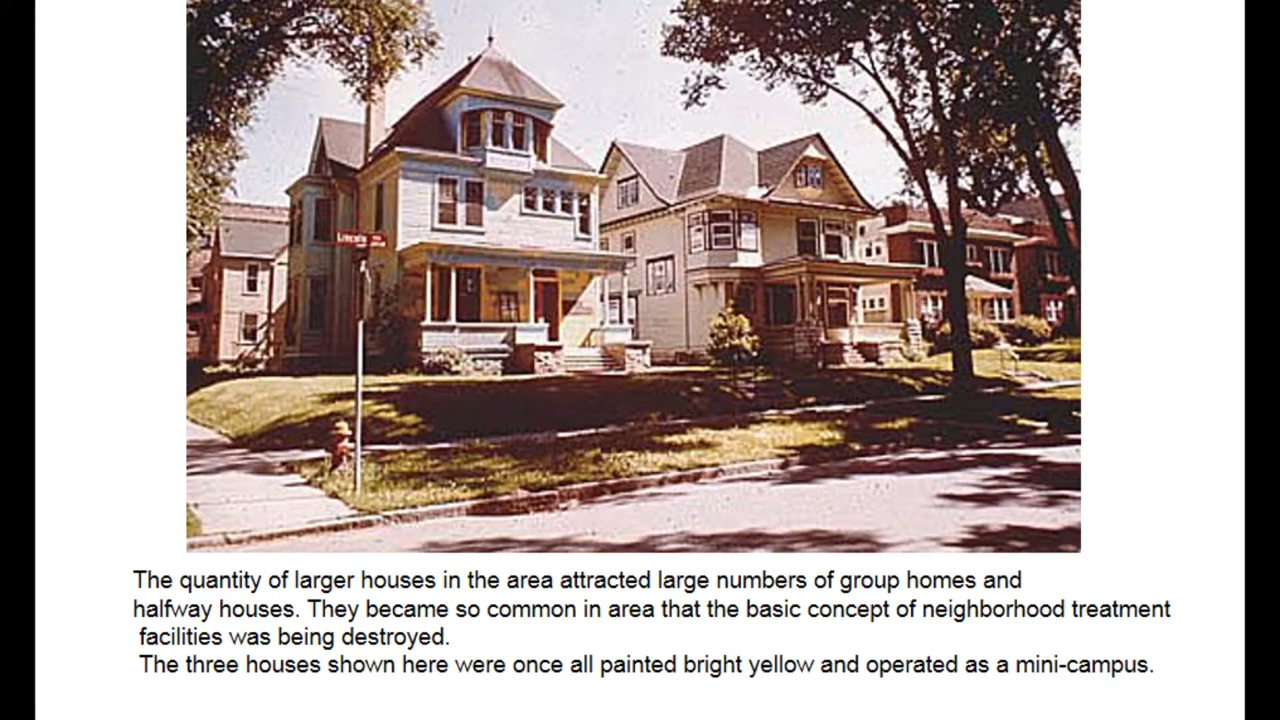 Lincoln
The quantity of larger houses in the area attracted large numbers of group homes and
halfway houses. They became so common in area that the basic concept of neighborhood treatment
facilities was being destroyed.
The three houses shown here were once all painted bright yellow and operated as a mini-campus.